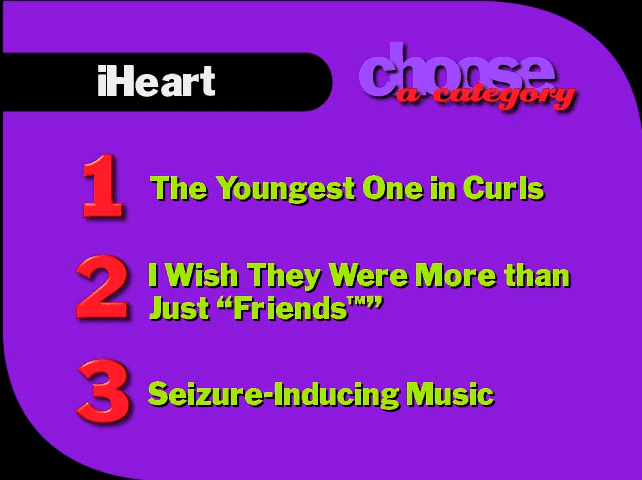 iHeart
choose
a category
1 The Youngest One in Curls
2 I Wish They Were More than
Just “Friends™”
3 Seizure-Inducing Music